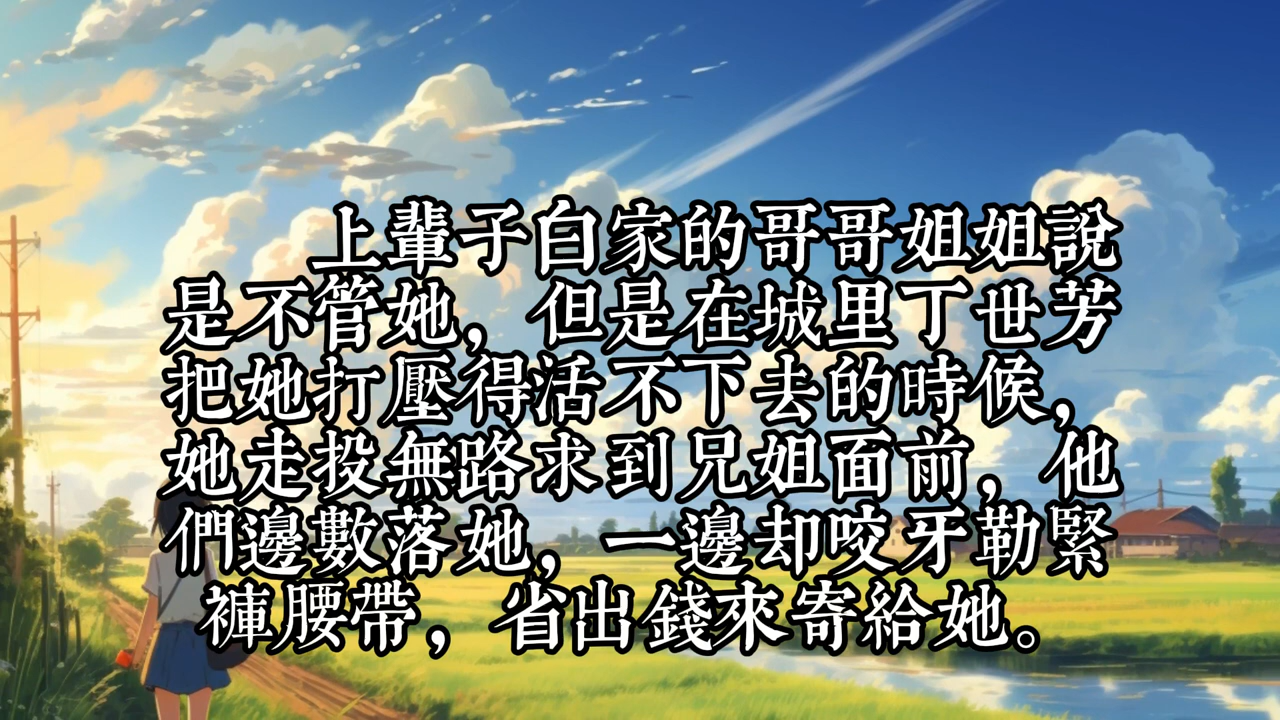 上輩子白家的哥哥姐姐說
是不管她，但是在城里丁世芳
把她打壓得活不下去的時候，
她走投無路求到兄姐面前，他
們邊數落她，一邊却咬牙勒緊
褲腰帶，省出錢來寄給她。